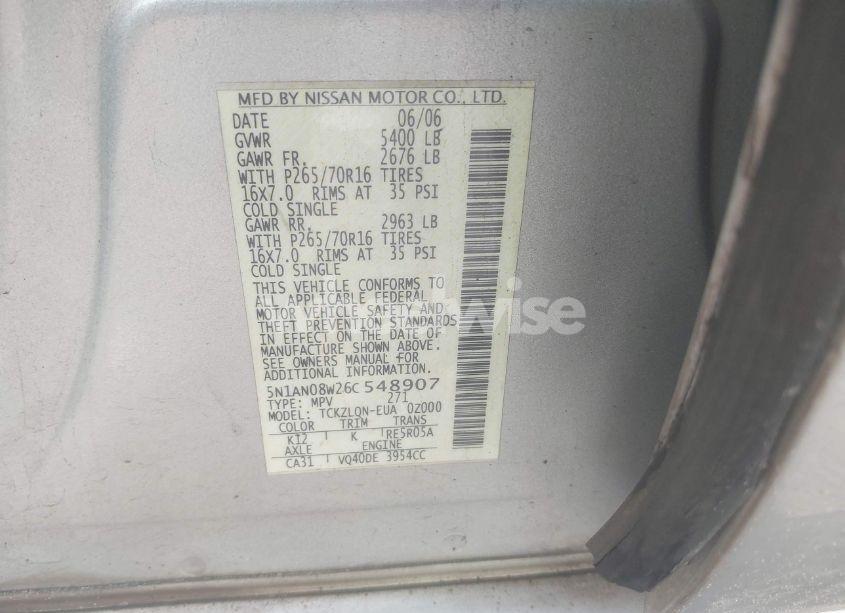 MFD BY NISSAN MOTOR CO., LTD.
DATE 06/06
GVWR 5400 LB
GAWR FR. 2676 LB
WITH P265/70R16 TIRES
16X7.0 RIMS AT 35 PSI
COLD SINGLE
GAWR RR. 2963 LB
WITH P265/70R16 TIRES
16X7.0 RIMS AT 35 PSI
COLD SINGLE
THIS VEHICLE CONFORMS TO
ALL APPLICABLE FEDERAL
MOTOR VEHICLE SAFETY AND
THEFT PREVENTION STANDARDS
IN EFFECT ON THE DATE OF
MANUFACTURE SHOWN ABOVE.
SEE OWNERS MANUAL FOR
ADDITIONAL INFORMATION.
5N1AN08W26C548907
TYPE: MPV 271
MODEL: TCKZLQN-EUA 0Z000
COLOR TRIM TRANS
K12 K RE5R05A
AXLE ENGINE
CA31 VQ40DE 3954CC
wise